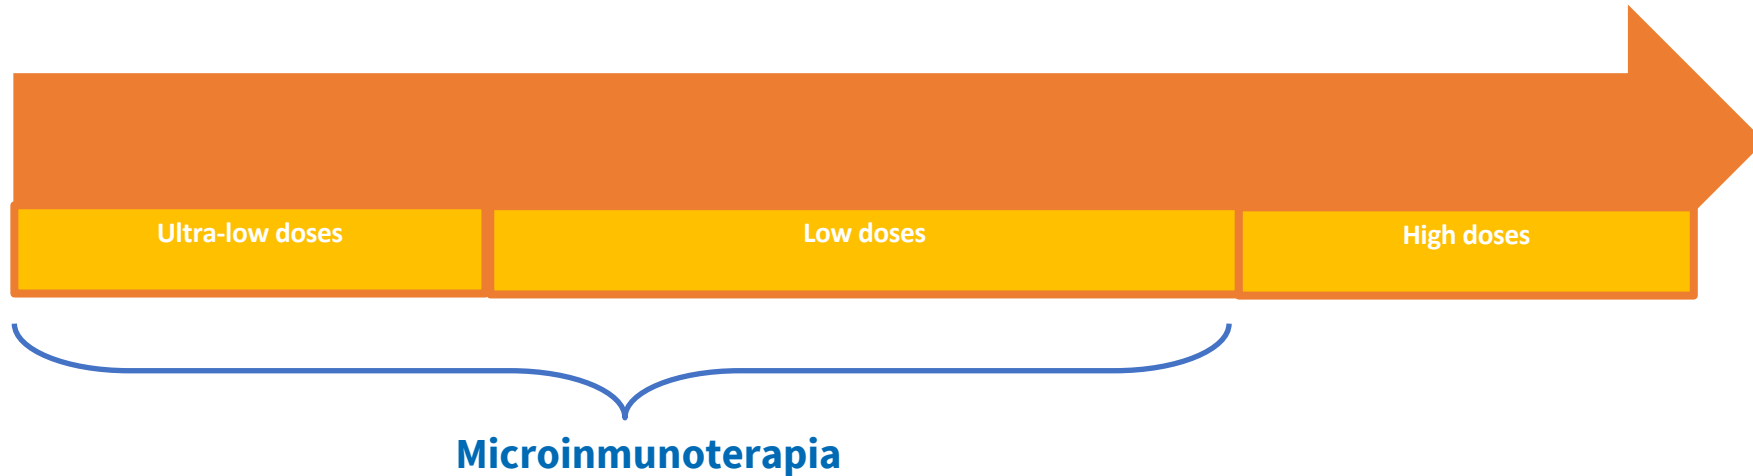 Ultra-low doses
Low doses
High doses
Microinmunoterapia